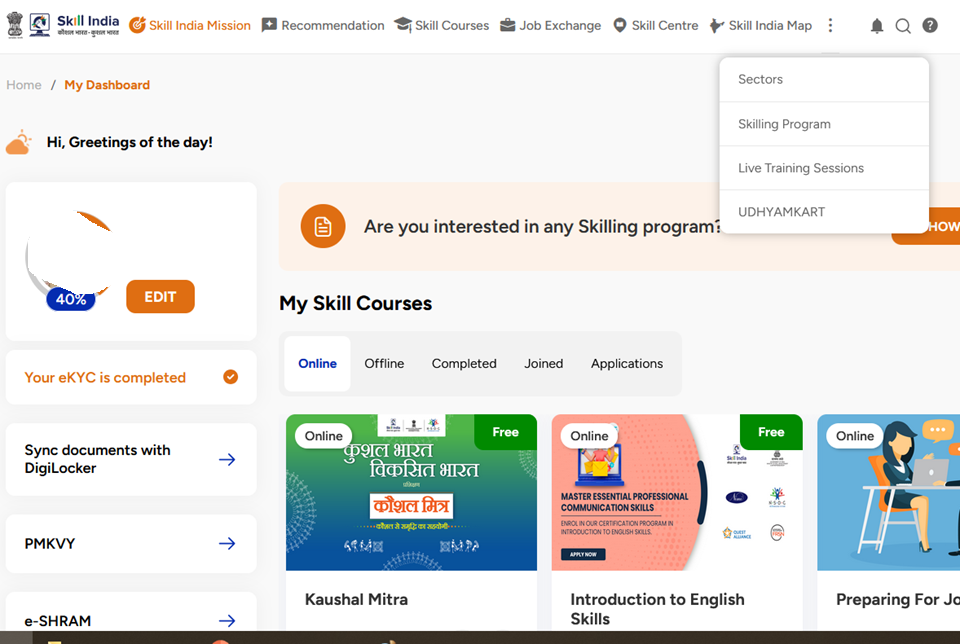 Skill India
कौशल भारत - कुशल भारत
Skill India Mission
Recommendation
Skill Courses
Job Exchange
Skill Centre
Skill India Map
Sectors
Skilling Program
Live Training Sessions
UDHYAMKART
Home / My Dashboard
Hi, Greetings of the day!
40%
EDIT
Your eKYC is completed
Sync documents with
DigiLocker
PMKVY
e-SHRAM
Are you interested in any Skilling program?
HOW
My Skill Courses
Online
Offline
Completed
Joined
Applications
Online
Free
कुशल भारत
विकसित भारत
कौशल मित्र
कौशल से समृद्धि का सहयोगी
Kaushal Mitra
Online
Free
MASTER ESSENTIAL PROFESSIONAL
COMMUNICATION SKILLS
ENROL IN OUR CERTIFICATION PROGRAM IN
INTRODUCTION TO ENGLISH SKILLS.
APPLY NOW
Skill India
NSDC
QUEST
ALLIANCE
Introduction to English
Skills
Online
Preparing For Jo